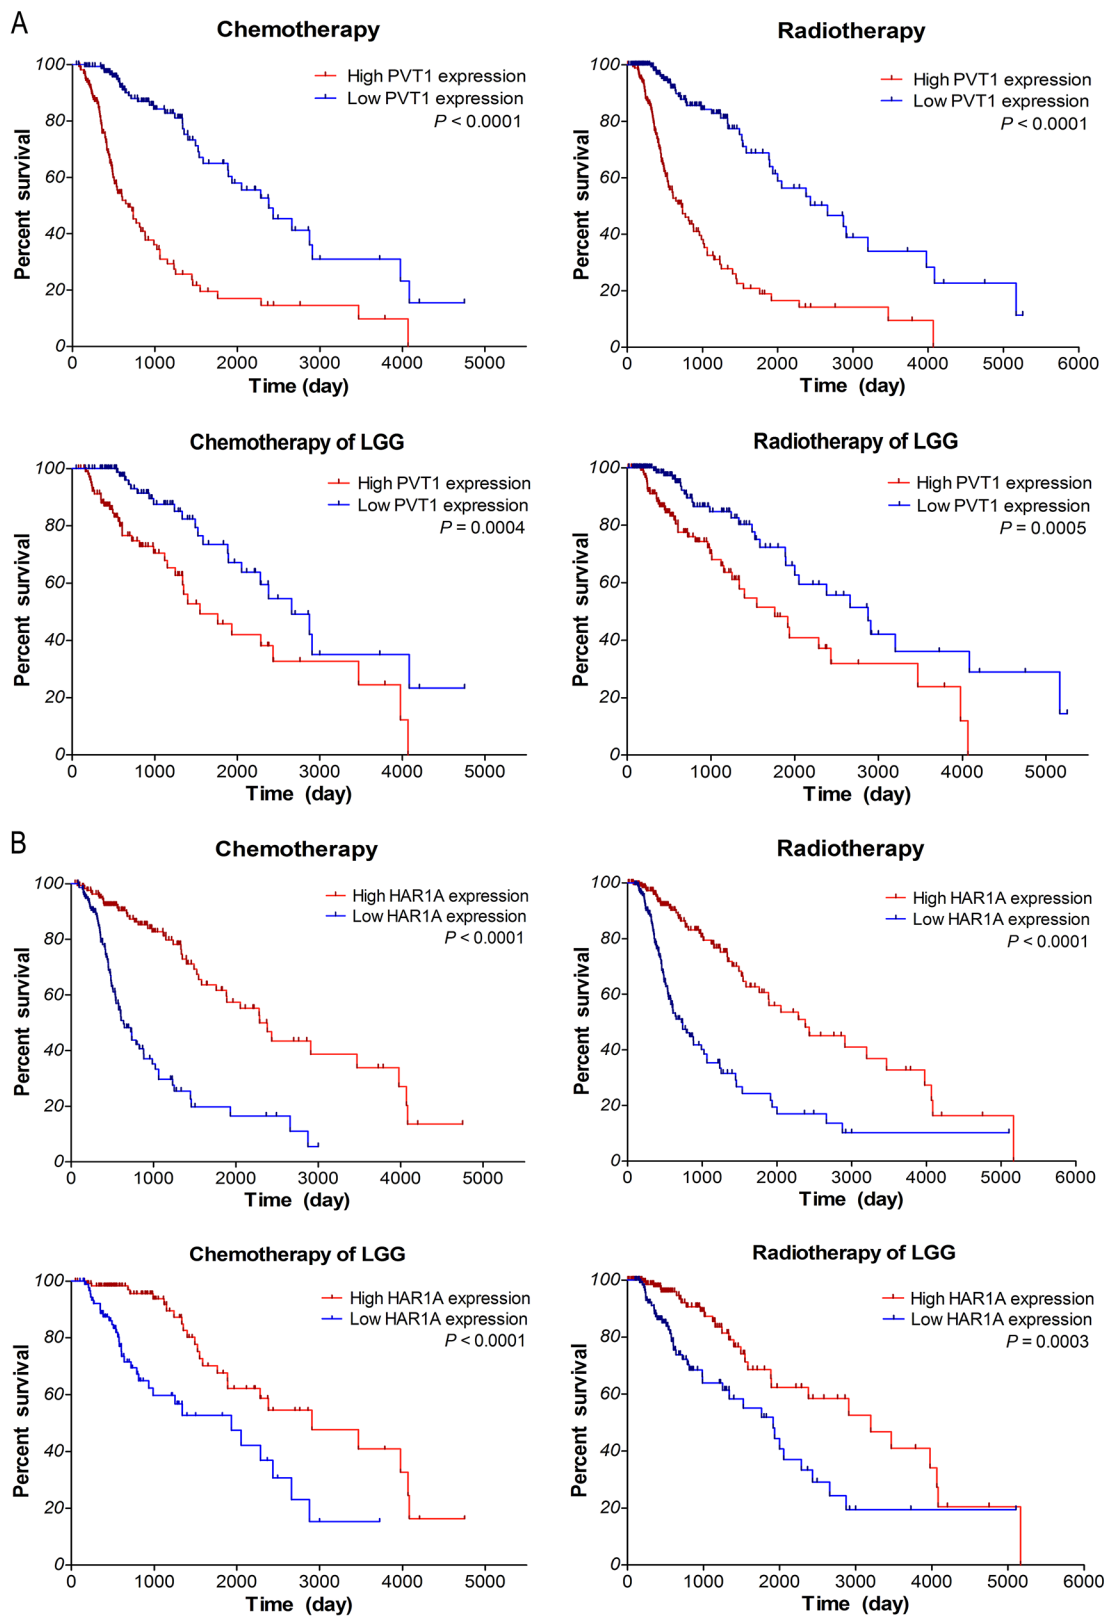 A
Chemotherapy
High PVT1 expression
Low PVT1 expression
P < 0.0001
Percent survival
100
80
60
40
20
0
0 1000 2000 3000 4000 5000
Time (day)
Radiotherapy
High PVT1 expression
Low PVT1 expression
P < 0.0001
Percent survival
100
80
60
40
20
0
0 1000 2000 3000 4000 5000 6000
Time (day)
Chemotherapy of LGG
High PVT1 expression
Low PVT1 expression
P = 0.0004
Percent survival
100
80
60
40
20
0
0 1000 2000 3000 4000 5000
Time (day)
Radiotherapy of LGG
High PVT1 expression
Low PVT1 expression
P = 0.0005
Percent survival
100
80
60
40
20
0
0 1000 2000 3000 4000 5000
Time (day)
B
Chemotherapy
High HAR1A expression
Low HAR1A expression
P < 0.0001
Percent survival
100
80
60
40
20
0
0 1000 2000 3000 4000 5000
Time (day)
Radiotherapy
High HAR1A expression
Low HAR1A expression
P < 0.0001
Percent survival
100
80
60
40
20
0
0 1000 2000 3000 4000 5000 6000
Time (day)
Chemotherapy of LGG
High HAR1A expression
Low HAR1A expression
P < 0.0001
Percent survival
100
80
60
40
20
0
0 1000 2000 3000 4000 5000
Time (day)
Radiotherapy of LGG
High HAR1A expression
Low HAR1A expression
P = 0.0003
Percent survival
100
80
60
40
20
0
0 1000 2000 3000 4000 5000 6000
Time (day)